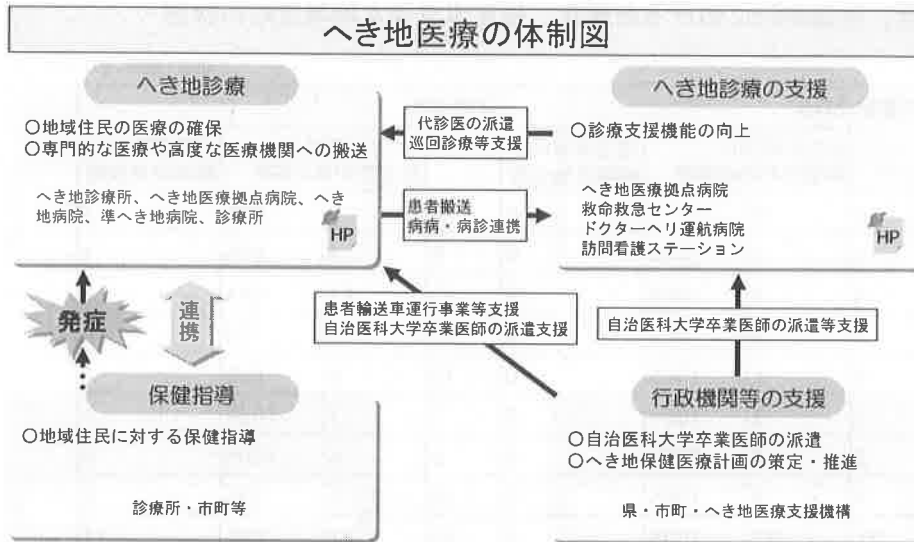 へき地医療の体制図
へき地診療
○地域住民の医療の確保
○専門的な医療や高度な医療機関への搬送
へき地診療所、へき地医療拠点病院、へき
地病院、準へき地病院、診療所
HP
代診医の派遣
巡回診療等支援
患者搬送
病病・病診連携
へき地診療の支援
○診療支援機能の向上
へき地医療拠点病院
救命救急センター
ドクターヘリ運航病院
訪問看護ステーション
HP
発症
連携
患者輸送車運行事業等支援
自治医科大学卒業医師の派遣支援
自治医科大学卒業医師の派遣等支援
保健指導
○地域住民に対する保健指導
診療所・市町等
行政機関等の支援
○自治医科大学卒業医師の派遣
○へき地保健医療計画の策定・推進
県・市町・へき地医療支援機構